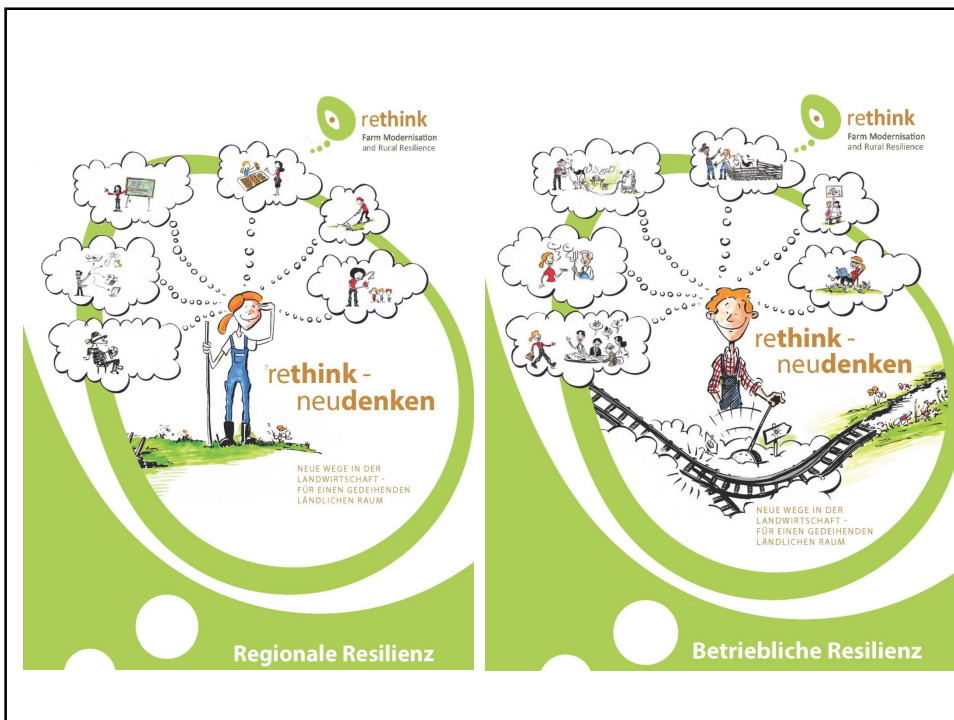 rethink
Farm Modernisation
and Rural Resilience
rethink -
neudenken
NEUE WEGE IN DER
LANDWIRTSCHAFT -
FÜR EINEN GEDEIHENDEN
LÄNDLICHEN RAUM
Regionale Resilienz
rethink
Farm Modernisation
and Rural Resilience
rethink -
neudenken
NEUE WEGE IN DER
LANDWIRTSCHAFT -
FÜR EINEN GEDEIHENDEN
LÄNDLICHEN RAUM
Betriebliche Resilienz